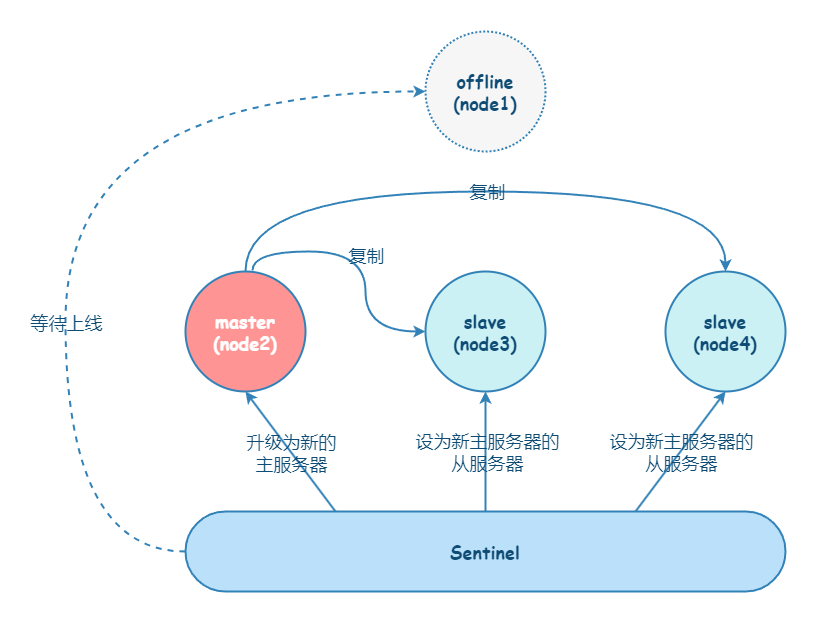 offline
(node1)
复制
复制
等待上线
master
(node2)
slave
(node3)
slave
(node4)
升级为新的
主服务器
设为新主服务器的
从服务器
设为新主服务器的
从服务器
Sentinel